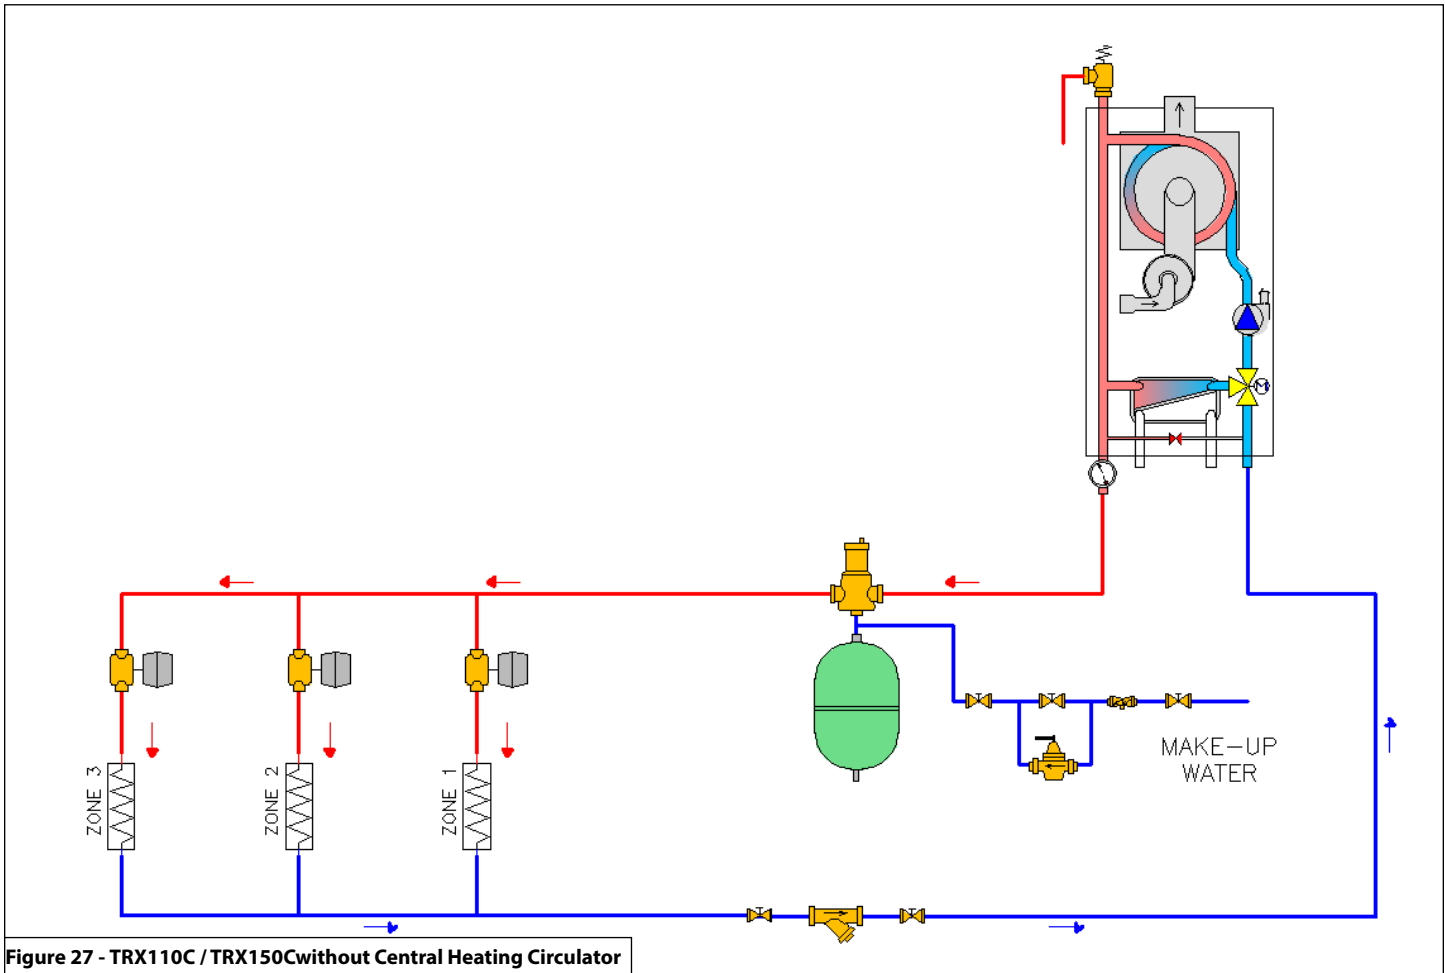 M
MAKE-UP
WATER
ZONE 3
ZONE 2
ZONE 1
Figure 27 - TRX110C / TRX150Cwithout Central Heating Circulator